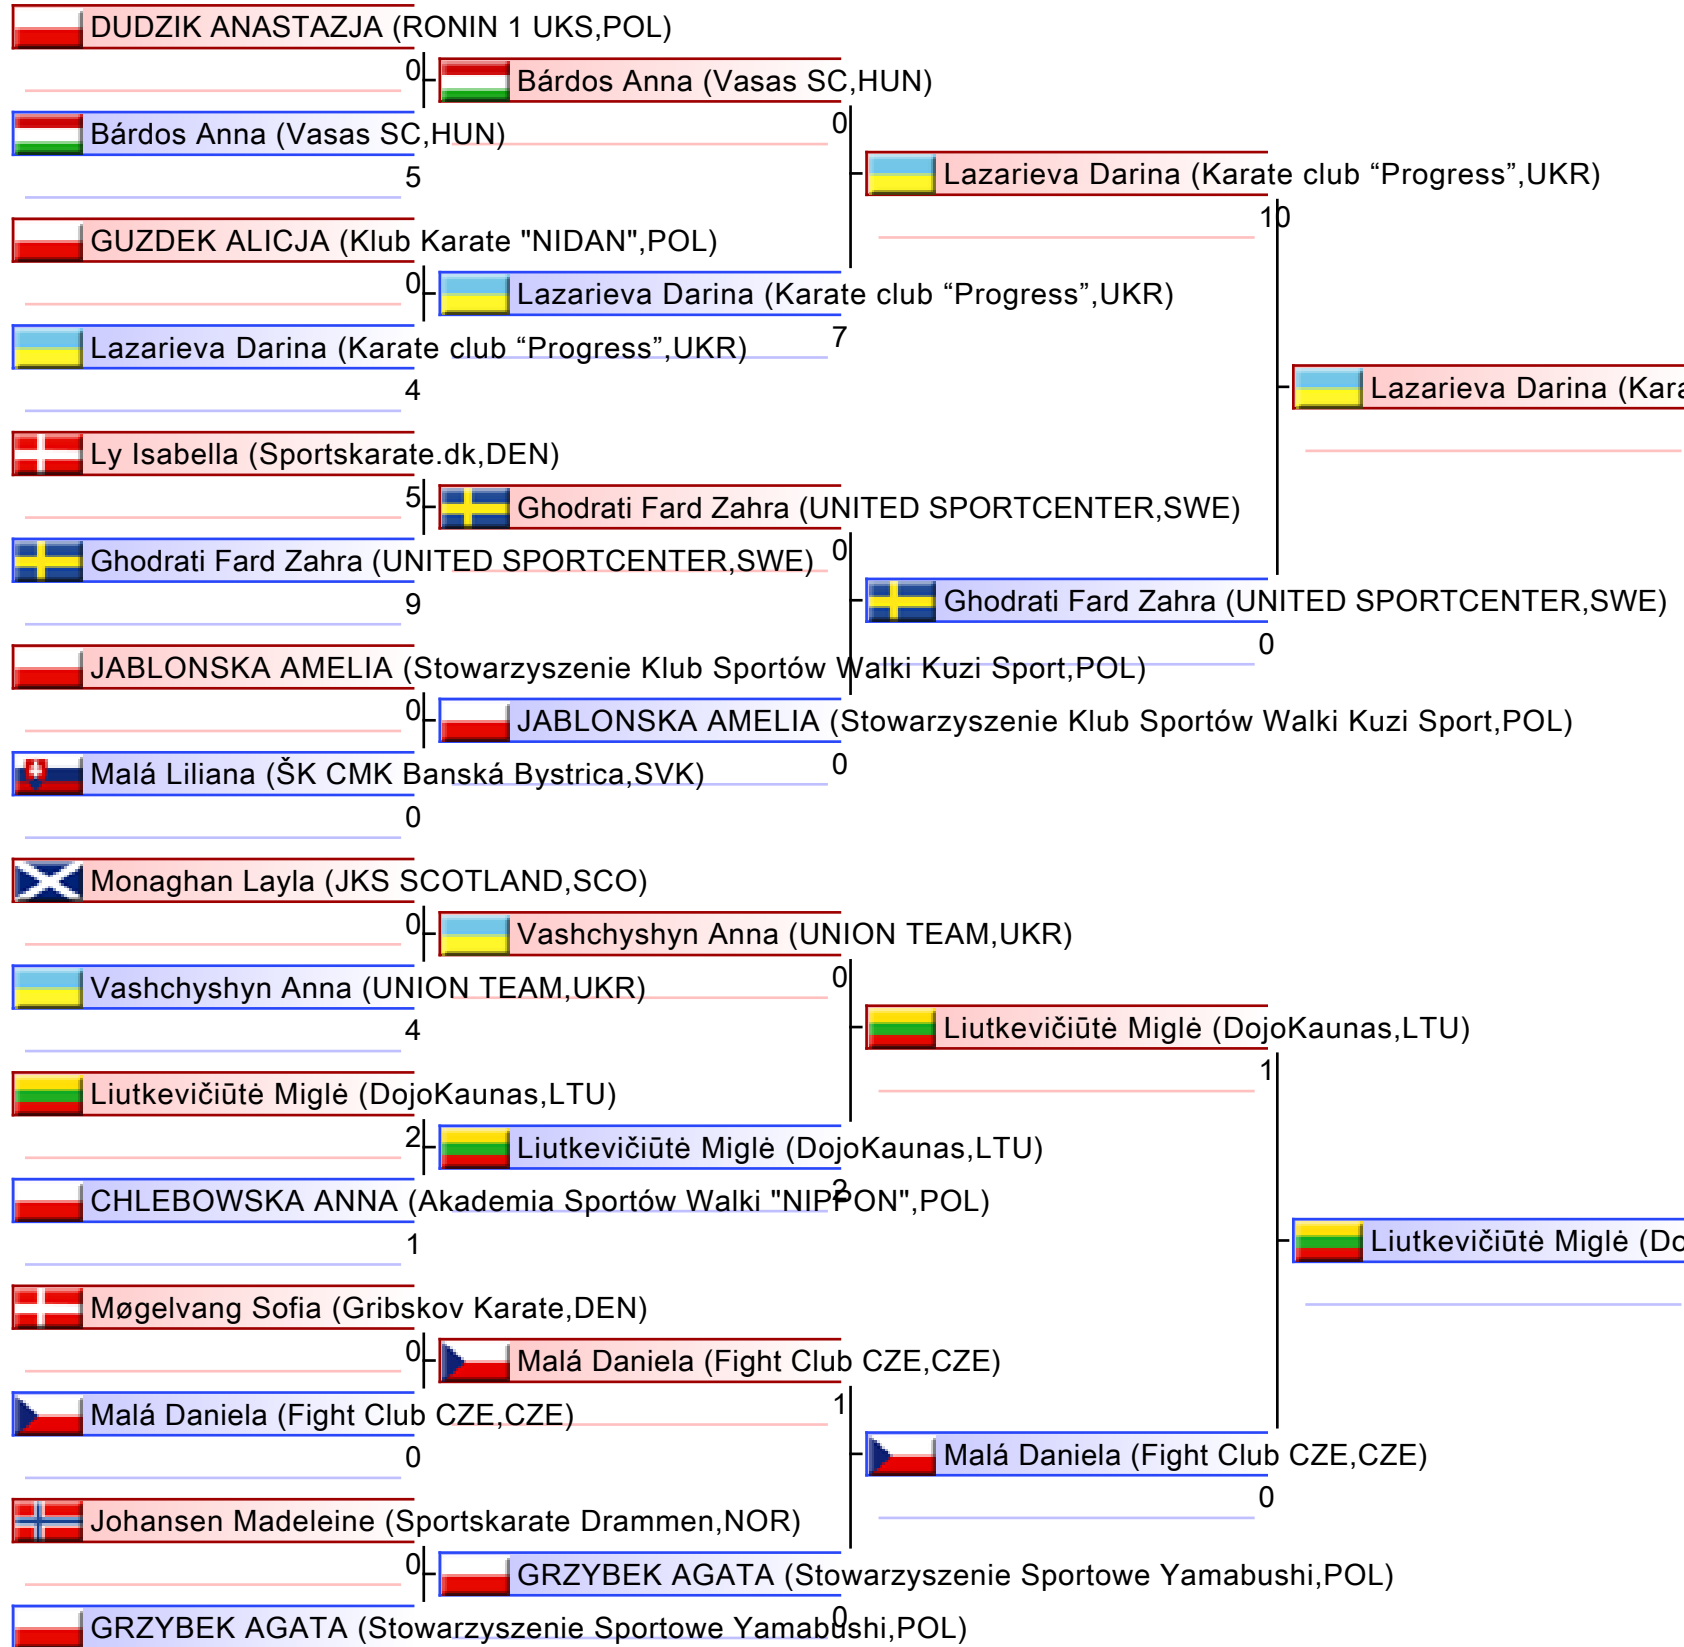 DUDZIK ANASTAZJA (RONIN 1 UKS,POL)
0
Bárdos Anna (Vasas SC,HUN)
Bárdos Anna (Vasas SC,HUN)
0
5
Lazarieva Darina (Karate club “Progress”,UKR)
10
GUZDEK ALICJA (Klub Karate "NIDAN",POL)
0
Lazarieva Darina (Karate club “Progress”,UKR)
7
Lazarieva Darina (Karate club “Progress”,UKR)
4
Lazarieva Darina (Kara
Ly Isabella (Sportskarate.dk,DEN)
5
Ghodrati Fard Zahra (UNITED SPORTCENTER,SWE)
0
Ghodrati Fard Zahra (UNITED SPORTCENTER,SWE)
9
Ghodrati Fard Zahra (UNITED SPORTCENTER,SWE)
0
JABLONSKA AMELIA (Stowarzyszenie Klub Sportów Walki Kuzi Sport,POL)
0
JABLONSKA AMELIA (Stowarzyszenie Klub Sportów Walki Kuzi Sport,POL)
0
Malá Liliana (ŠK CMK Banská Bystrica,SVK)
0
Monaghan Layla (JKS SCOTLAND,SCO)
0
Vashchyshyn Anna (UNION TEAM,UKR)
0
Vashchyshyn Anna (UNION TEAM,UKR)
4
Liutkevičiūtė Miglė (DojoKaunas,LTU)
1
Liutkevičiūtė Miglė (DojoKaunas,LTU)
2
Liutkevičiūtė Miglė (DojoKaunas,LTU)
2
CHLEBOWSKA ANNA (Akademia Sportów Walki "NIPPON",POL)
1
Liutkevičiūtė Miglė (Do
Møgelvang Sofia (Gribskov Karate,DEN)
0
Malá Daniela (Fight Club CZE,CZE)
1
Malá Daniela (Fight Club CZE,CZE)
0
Malá Daniela (Fight Club CZE,CZE)
0
Johansen Madeleine (Sportskarate Drammen,NOR)
0
GRZYBEK AGATA (Stowarzyszenie Sportowe Yamabushi,POL)
0
GRZYBEK AGATA (Stowarzyszenie Sportowe Yamabushi,POL)